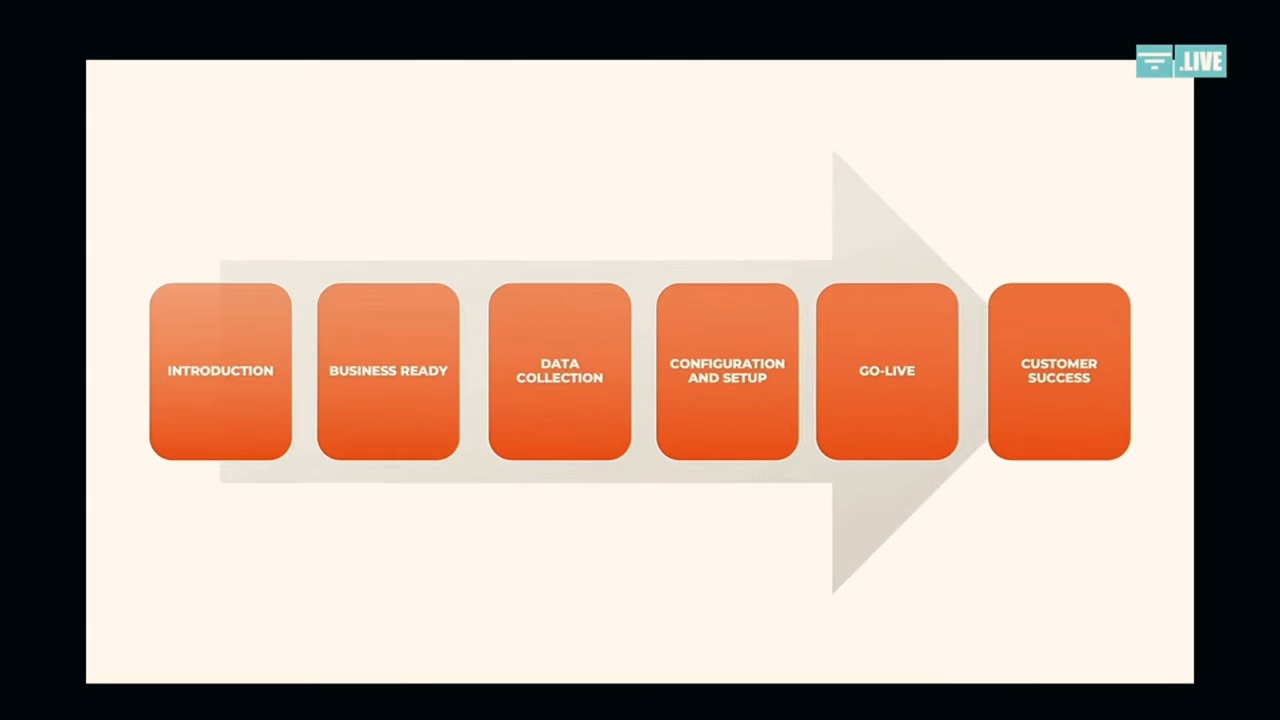 .LIVE
INTRODUCTION
BUSINESS READY
DATA
COLLECTION
CONFIGURATION
AND SETUP
GO-LIVE
CUSTOMER
SUCCESS